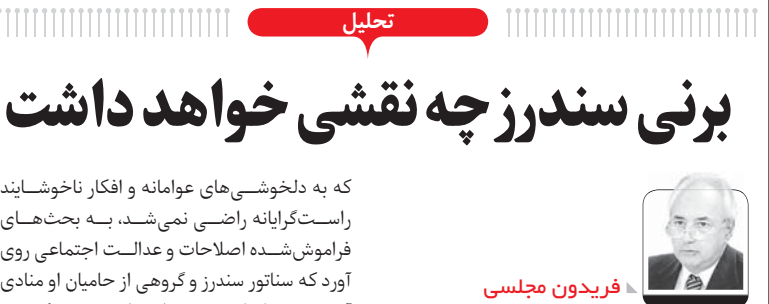 تحلیل
برنی سندرز چه نقشی خواهد داشت
فریدون مجلسی
که به دلخوشی‌های عوامانه و افکار ناخوشایند
راست‌گرایانه راضی نمی‌شد، به بحث‌های
فراموش‌شده اصلاحات و عدالت اجتماعی روی
آورد که سناتور سندرز و گروهی از حامیان او منادی